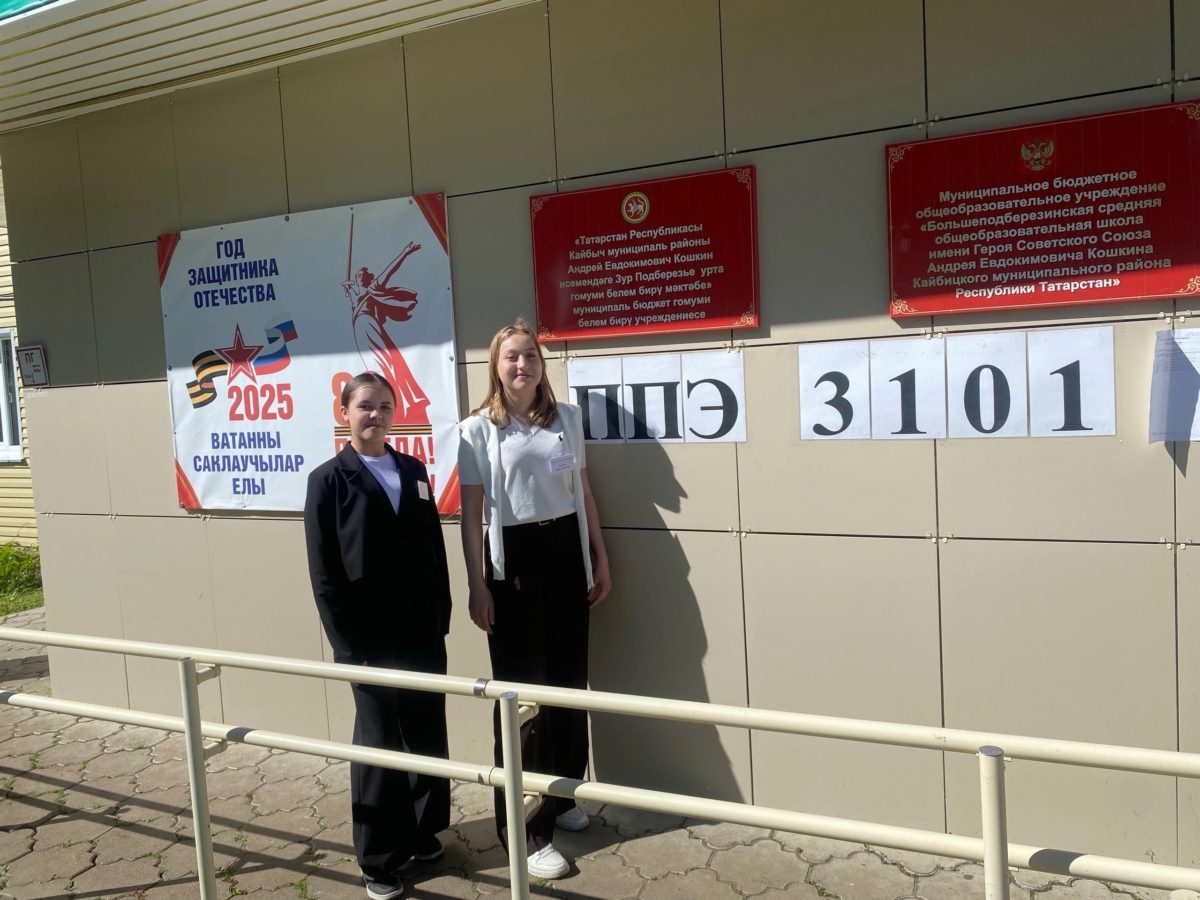 ГОД
ЗАЩИТНИКА
ОТЕЧЕСТВА
2025
ВАТАННЫ
САКЛАУЧЫЛАР
ЕЛЫ
«Татарстан Республикасы
Кайбыч муниципаль районы
Андрей Евдокимович Кошкин
исемендәге Зур Подберезье урта
гомуми белем бирү мәктәбе»
муниципаль бюджет гомуми
белем бирү учреждениесе
Муниципальное бюджетное
общеобразовательное учреждение
«Большеподберезинская средняя
общеобразовательная школа
имени Героя Советского Союза
Андрея Евдокимовича Кошкина
Кайбицкого муниципального района
Республики Татарстан»
ППЭ 3101